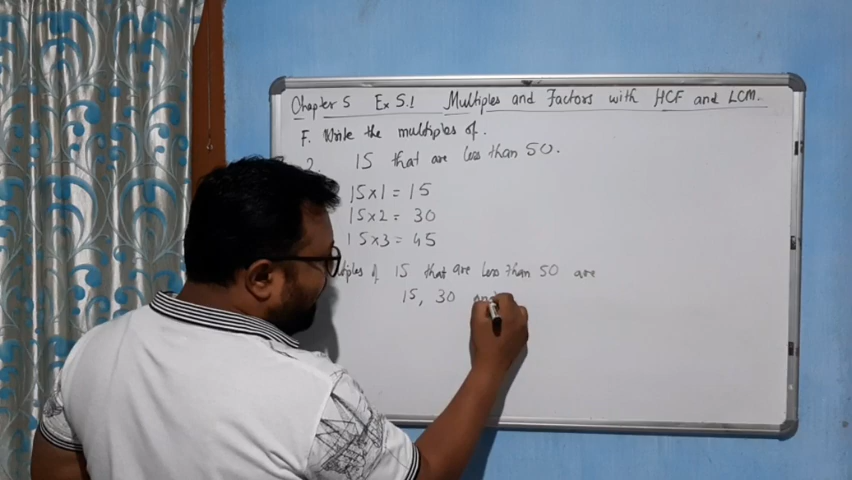 Chapter 5 Ex 5.1 Multiples and Factors with HCF and LCM.
F. Write the multiples of.
2. 15 that are less than 50.
15×1 = 15
15×2 = 30
15×3 = 45
of 15 that are less than 50 are
15, 30 and